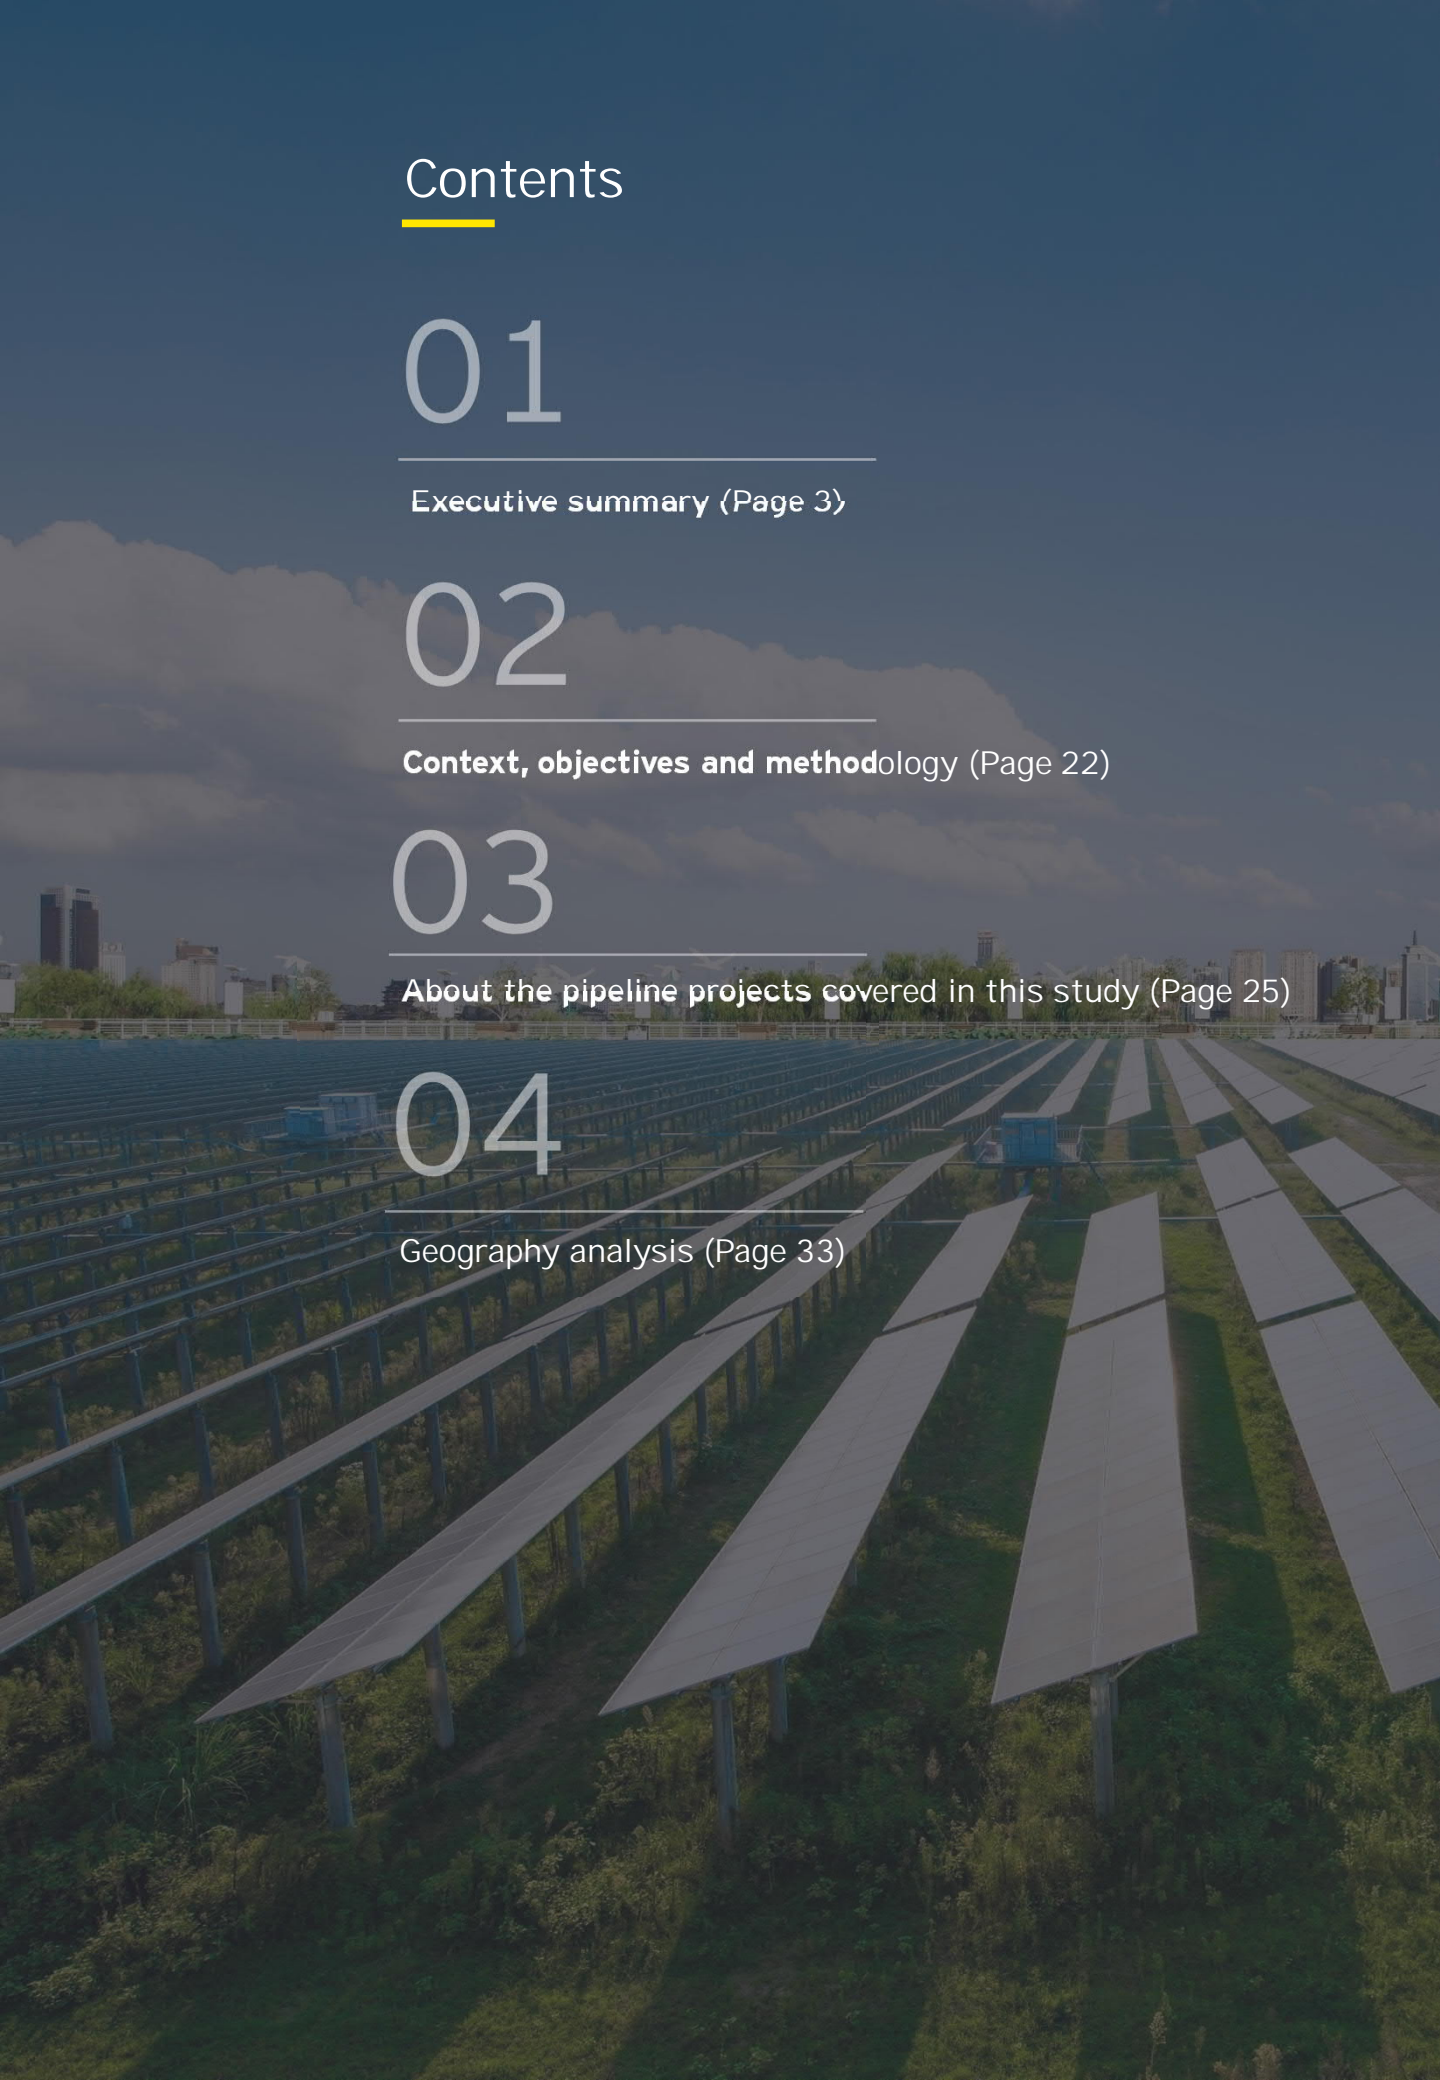 Contents
01
Executive summary (Page 3)
02
Context, objectives and methodology (Page 22)
03
About the pipeline projects covered in this study (Page 25)
04
Geography analysis (Page 33)